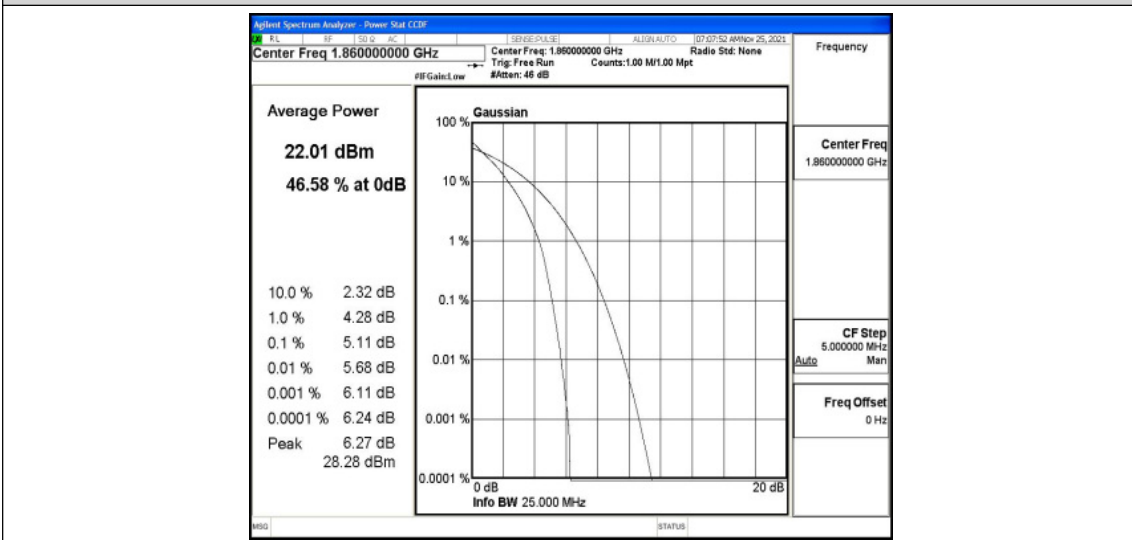 Agilent Spectrum Analyzer - Power Stat CCDF
RL RF 50 Ω AC SENSE:PULSE ALIGN AUTO 07:07:52 AM Nov 25, 2021
Center Freq 1.860000000 GHz
Center Freq: 1.860000000 GHz Radio Std: None
Trig: Free Run Counts:1.00 M/1.00 Mpt
#IFGain:Low #Atten: 46 dB
Frequency
Average Power
22.01 dBm
46.58 % at 0dB
10.0 % 2.32 dB
1.0 % 4.28 dB
0.1 % 5.11 dB
0.01 % 5.68 dB
0.001 % 6.11 dB
0.0001 % 6.24 dB
Peak 6.27 dB
28.28 dBm
Gaussian
100 %
10 %
1 %
0.1 %
0.01 %
0.001 %
0.0001 %
0 dB 20 dB
Info BW 25.000 MHz
Center Freq
1.860000000 GHz
CF Step
5.000000 MHz
Auto Man
Freq Offset
0 Hz
MSG STATUS